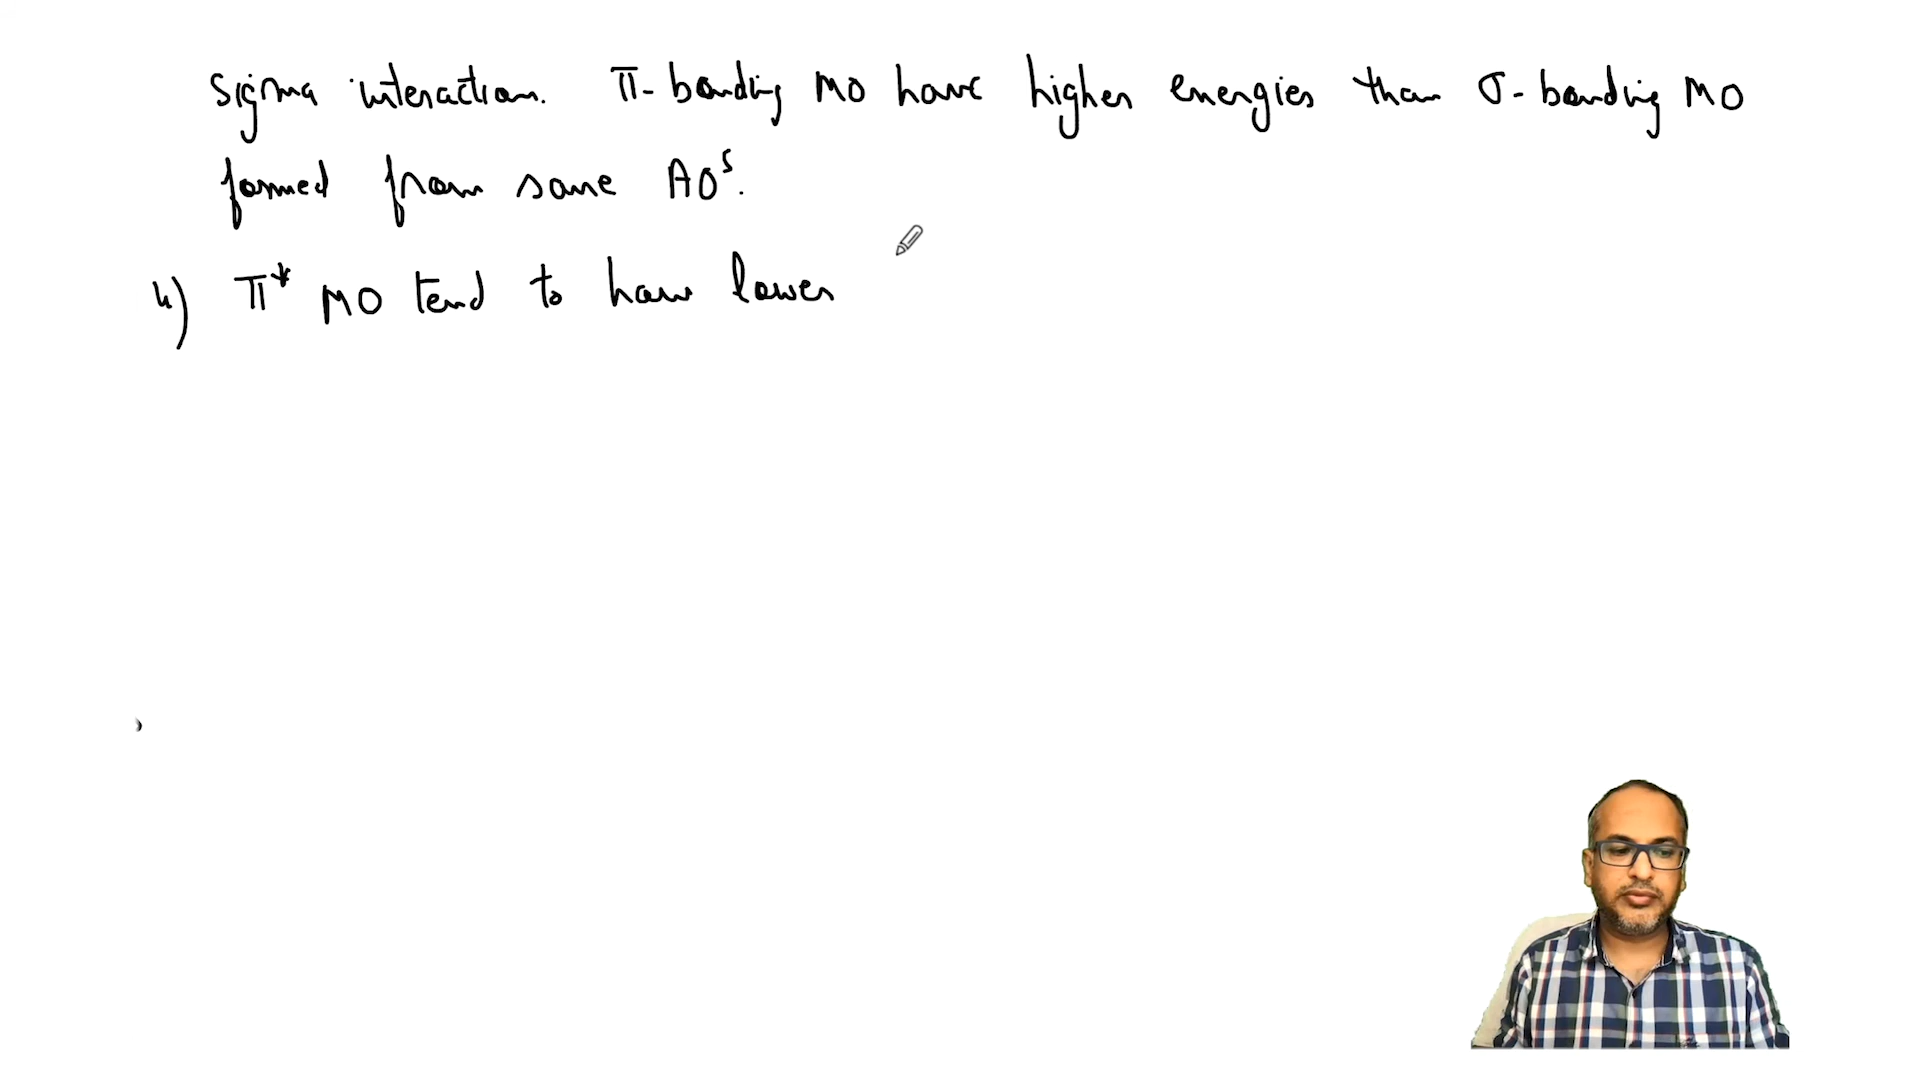 sigma interaction. π-bonding MO have higher energies than σ-bonding MO
formed from same AOˢ.
4) π* MO tend to have lower